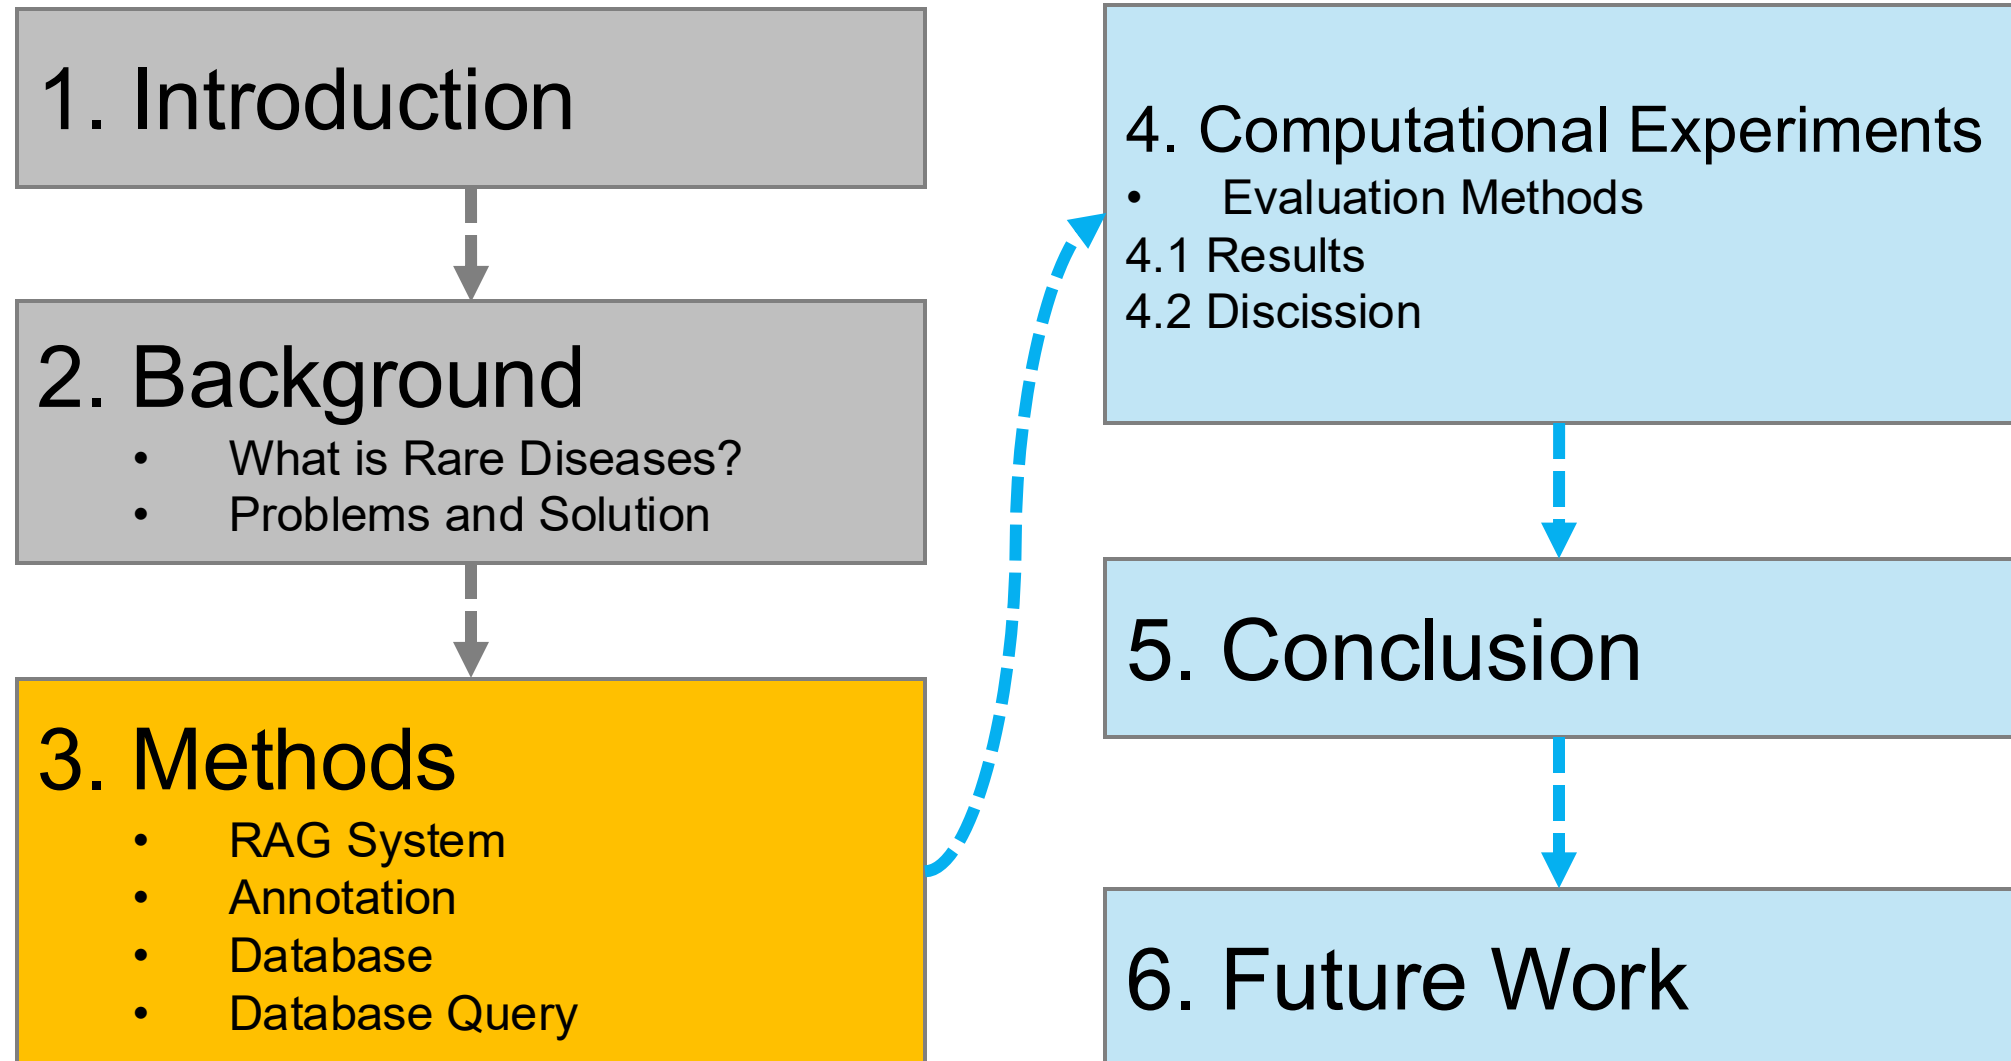 1. Introduction
2. Background
• What is Rare Diseases?
• Problems and Solution
3. Methods
• RAG System
• Annotation
• Database
• Database Query
4. Computational Experiments
• Evaluation Methods
4.1 Results
4.2 Discission
5. Conclusion
6. Future Work